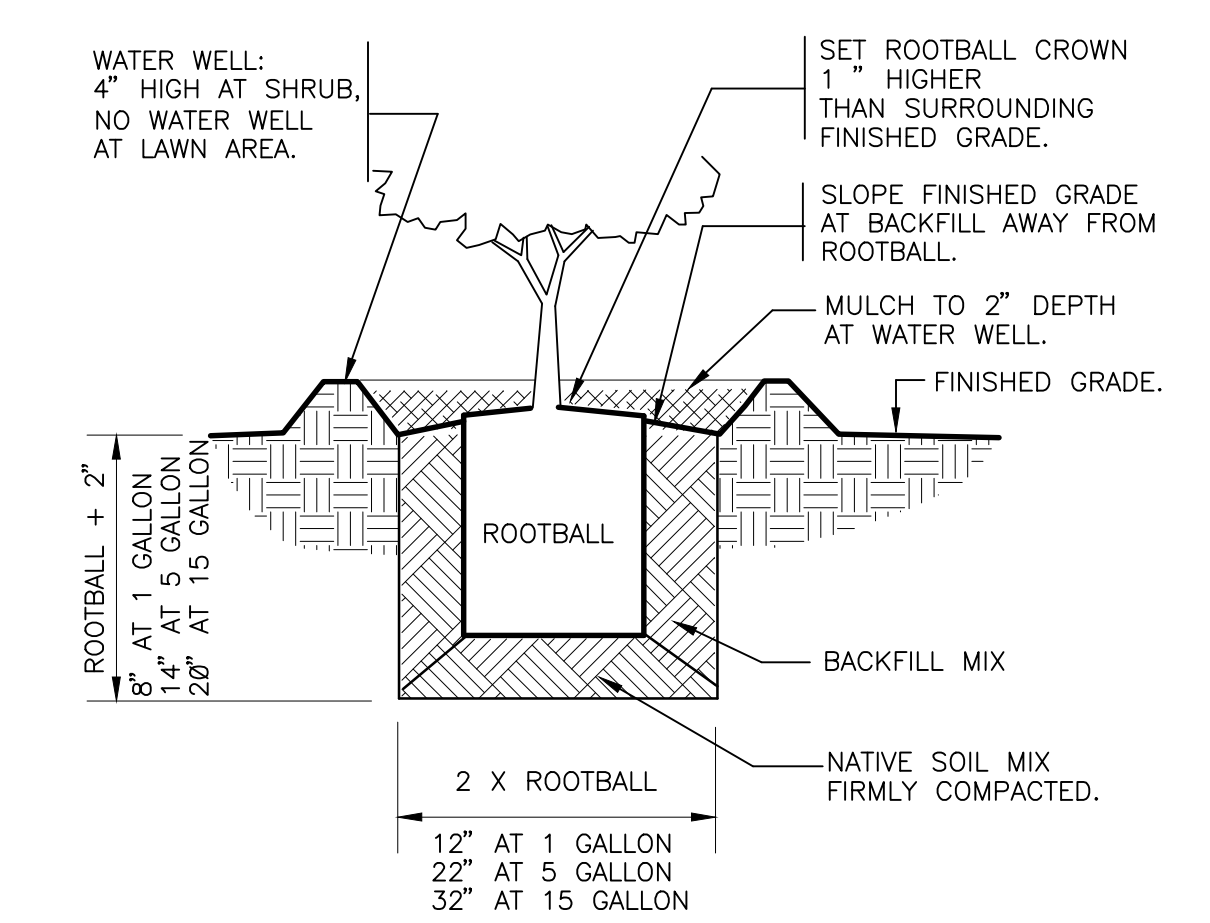 WATER WELL:
4" HIGH AT SHRUB,
NO WATER WELL
AT LAWN AREA.
SET ROOTBALL CROWN
1 " HIGHER
THAN SURROUNDING
FINISHED GRADE.
SLOPE FINISHED GRADE
AT BACKFILL AWAY FROM
ROOTBALL.
MULCH TO 2" DEPTH
AT WATER WELL.
FINISHED GRADE.
ROOTBALL + 2"
8" AT 1 GALLON
14" AT 5 GALLON
20" AT 15 GALLON
ROOTBALL
BACKFILL MIX
NATIVE SOIL MIX
FIRMLY COMPACTED.
2 X ROOTBALL
12" AT 1 GALLON
22" AT 5 GALLON
32" AT 15 GALLON